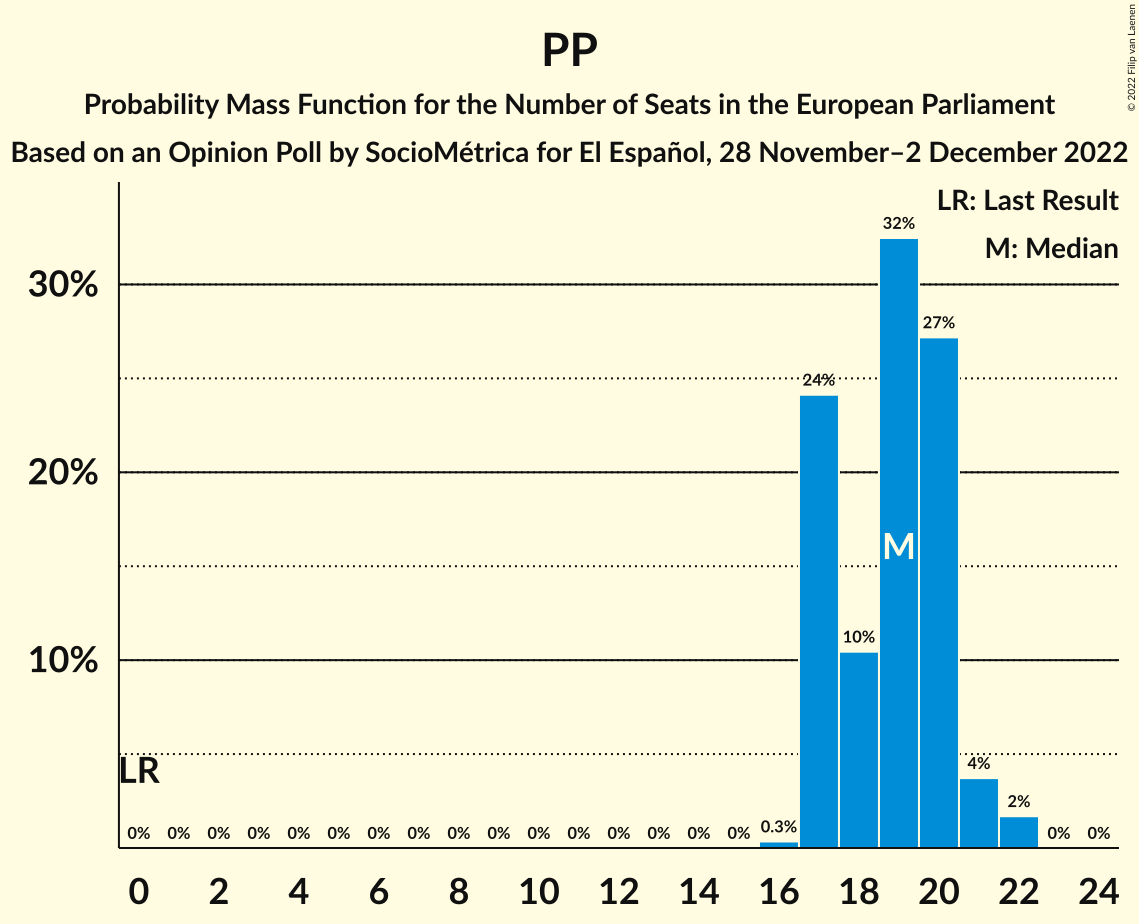 PP
Probability Mass Function for the Number of Seats in the European Parliament
Based on an Opinion Poll by SocioMétrica for El Español, 28 November–2 December 2022
© 2022 Filip van Laenen
LR: Last Result
M: Median
30%
20%
10%
32%
27%
24%
M
10%
LR
4%
2%
0% 0% 0% 0% 0% 0% 0% 0% 0% 0% 0% 0% 0% 0% 0% 0% 0.3% 0% 0%
0 2 4 6 8 10 12 14 16 18 20 22 24